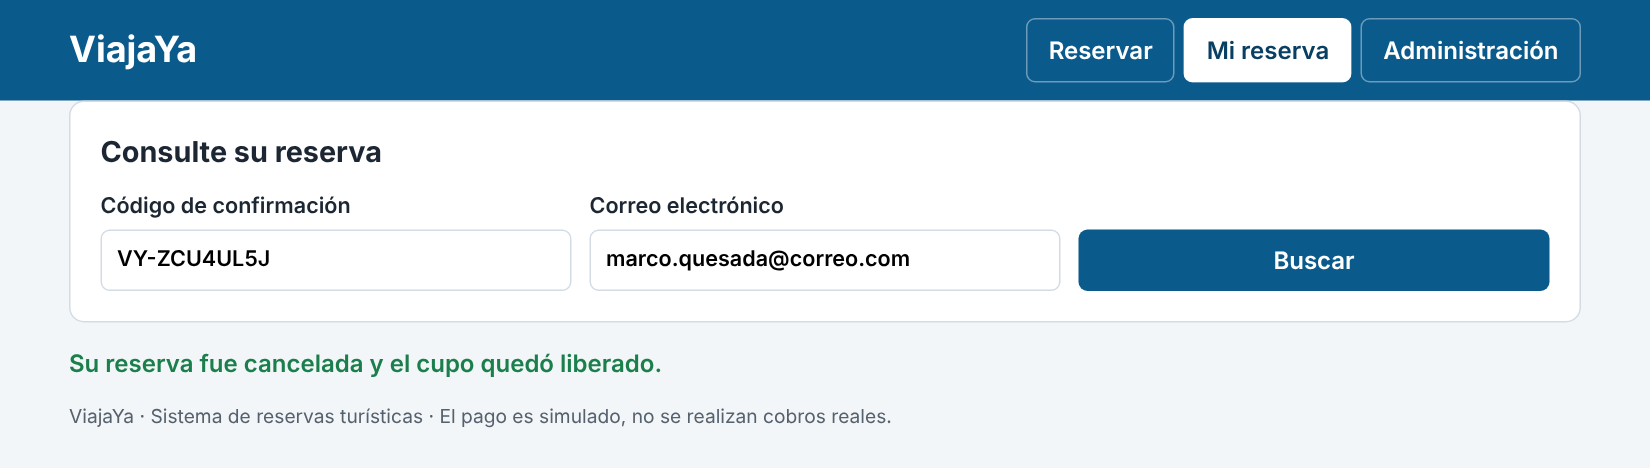 ViajaYa
Reservar
Mi reserva
Administración
Consulte su reserva
Código de confirmación
Correo electrónico
VY-ZCU4UL5J
marco.quesada@correo.com
Buscar
Su reserva fue cancelada y el cupo quedó liberado.
ViajaYa · Sistema de reservas turísticas · El pago es simulado, no se realizan cobros reales.